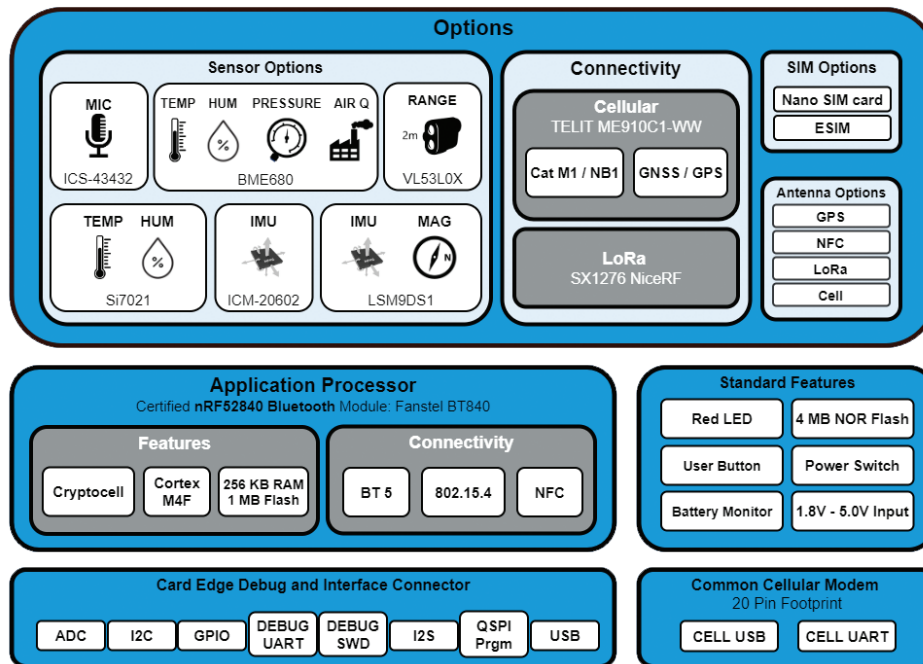 Options
Sensor Options
MIC
ICS-43432
TEMP HUM PRESSURE AIR Q
%
BME680
RANGE
2m
VL53L0X
TEMP HUM
%
Si7021
IMU
ICM-20602
IMU MAG
N
LSM9DS1
Connectivity
Cellular
TELIT ME910C1-WW
Cat M1 / NB1
GNSS / GPS
LoRa
SX1276 NiceRF
SIM Options
Nano SIM card
ESIM
Antenna Options
GPS
NFC
LoRa
Cell
Application Processor
Certified nRF52840 Bluetooth Module: Fanstel BT840
Features
Cryptocell
Cortex
M4F
256 KB RAM
1 MB Flash
Connectivity
BT 5
802.15.4
NFC
Standard Features
Red LED
4 MB NOR Flash
User Button
Power Switch
Battery Monitor
1.8V - 5.0V Input
Card Edge Debug and Interface Connector
ADC
I2C
GPIO
DEBUG
UART
DEBUG
SWD
I2S
QSPI
Prgm
USB
Common Cellular Modem
20 Pin Footprint
CELL USB
CELL UART